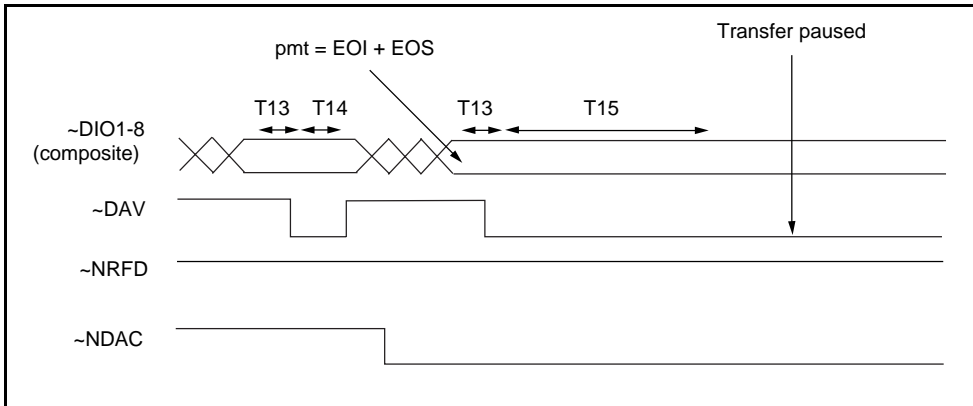 Transfer paused
pmt = EOI + EOS
T13
T14
T13
T15
~DIO1-8
(composite)
~DAV
~NRFD
~NDAC